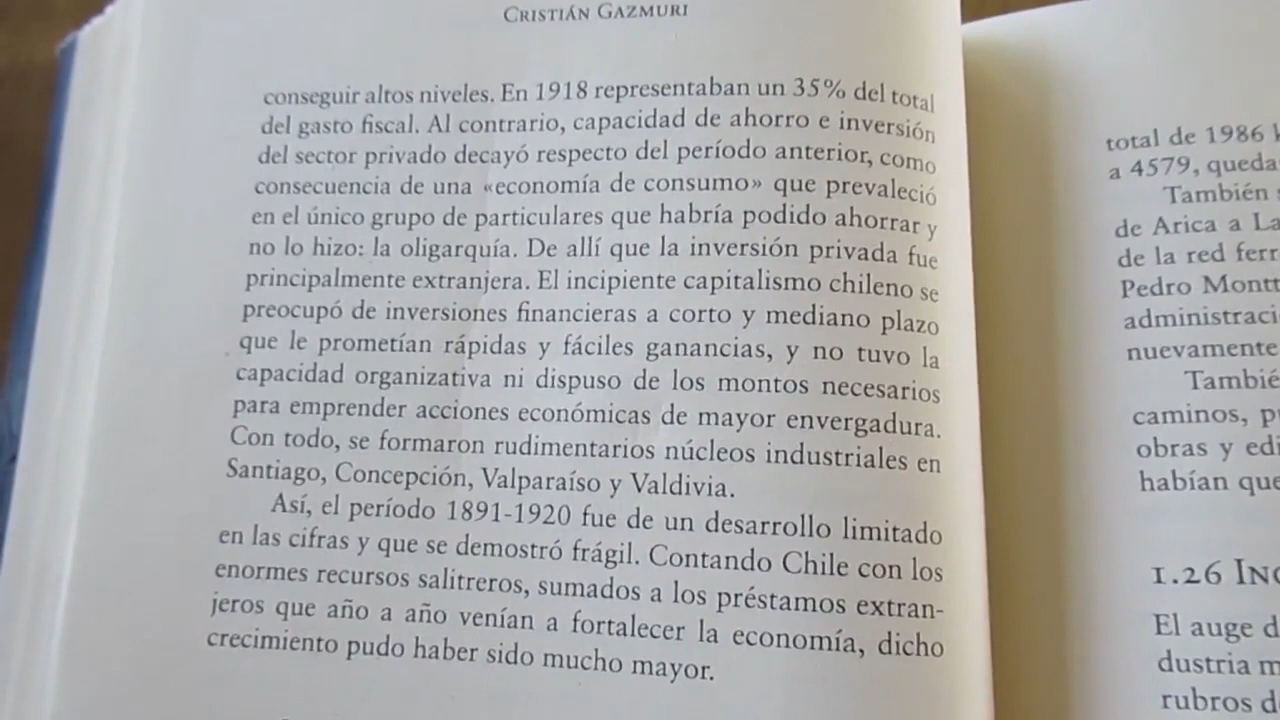 CRISTIÁN GAZMURI
conseguir altos niveles. En 1918 representaban un 35% del total
del gasto fiscal. Al contrario, capacidad de ahorro e inversión
del sector privado decayó respecto del período anterior, como
consecuencia de una «economía de consumo» que prevaleció
en el único grupo de particulares que habría podido ahorrar y
no lo hizo: la oligarquía. De allí que la inversión privada fue
principalmente extranjera. El incipiente capitalismo chileno se
preocupó de inversiones financieras a corto y mediano plazo
que le prometían rápidas y fáciles ganancias, y no tuvo la
capacidad organizativa ni dispuso de los montos necesarios
para emprender acciones económicas de mayor envergadura.
Con todo, se formaron rudimentarios núcleos industriales en
Santiago, Concepción, Valparaíso y Valdivia.
Así, el período 1891-1920 fue de un desarrollo limitado
en las cifras y que se demostró frágil. Contando Chile con los
enormes recursos salitreros, sumados a los préstamos extran-
jeros que año a año venían a fortalecer la economía, dicho
crecimiento pudo haber sido mucho mayor.
total de 1986
a 4579, queda
También
de Arica a La
de la red ferr
Pedro Montt
administraci
nuevamente
Tambié
caminos, p
obras y edi
habían que
1.26 INC
El auge d
dustria m
rubros d